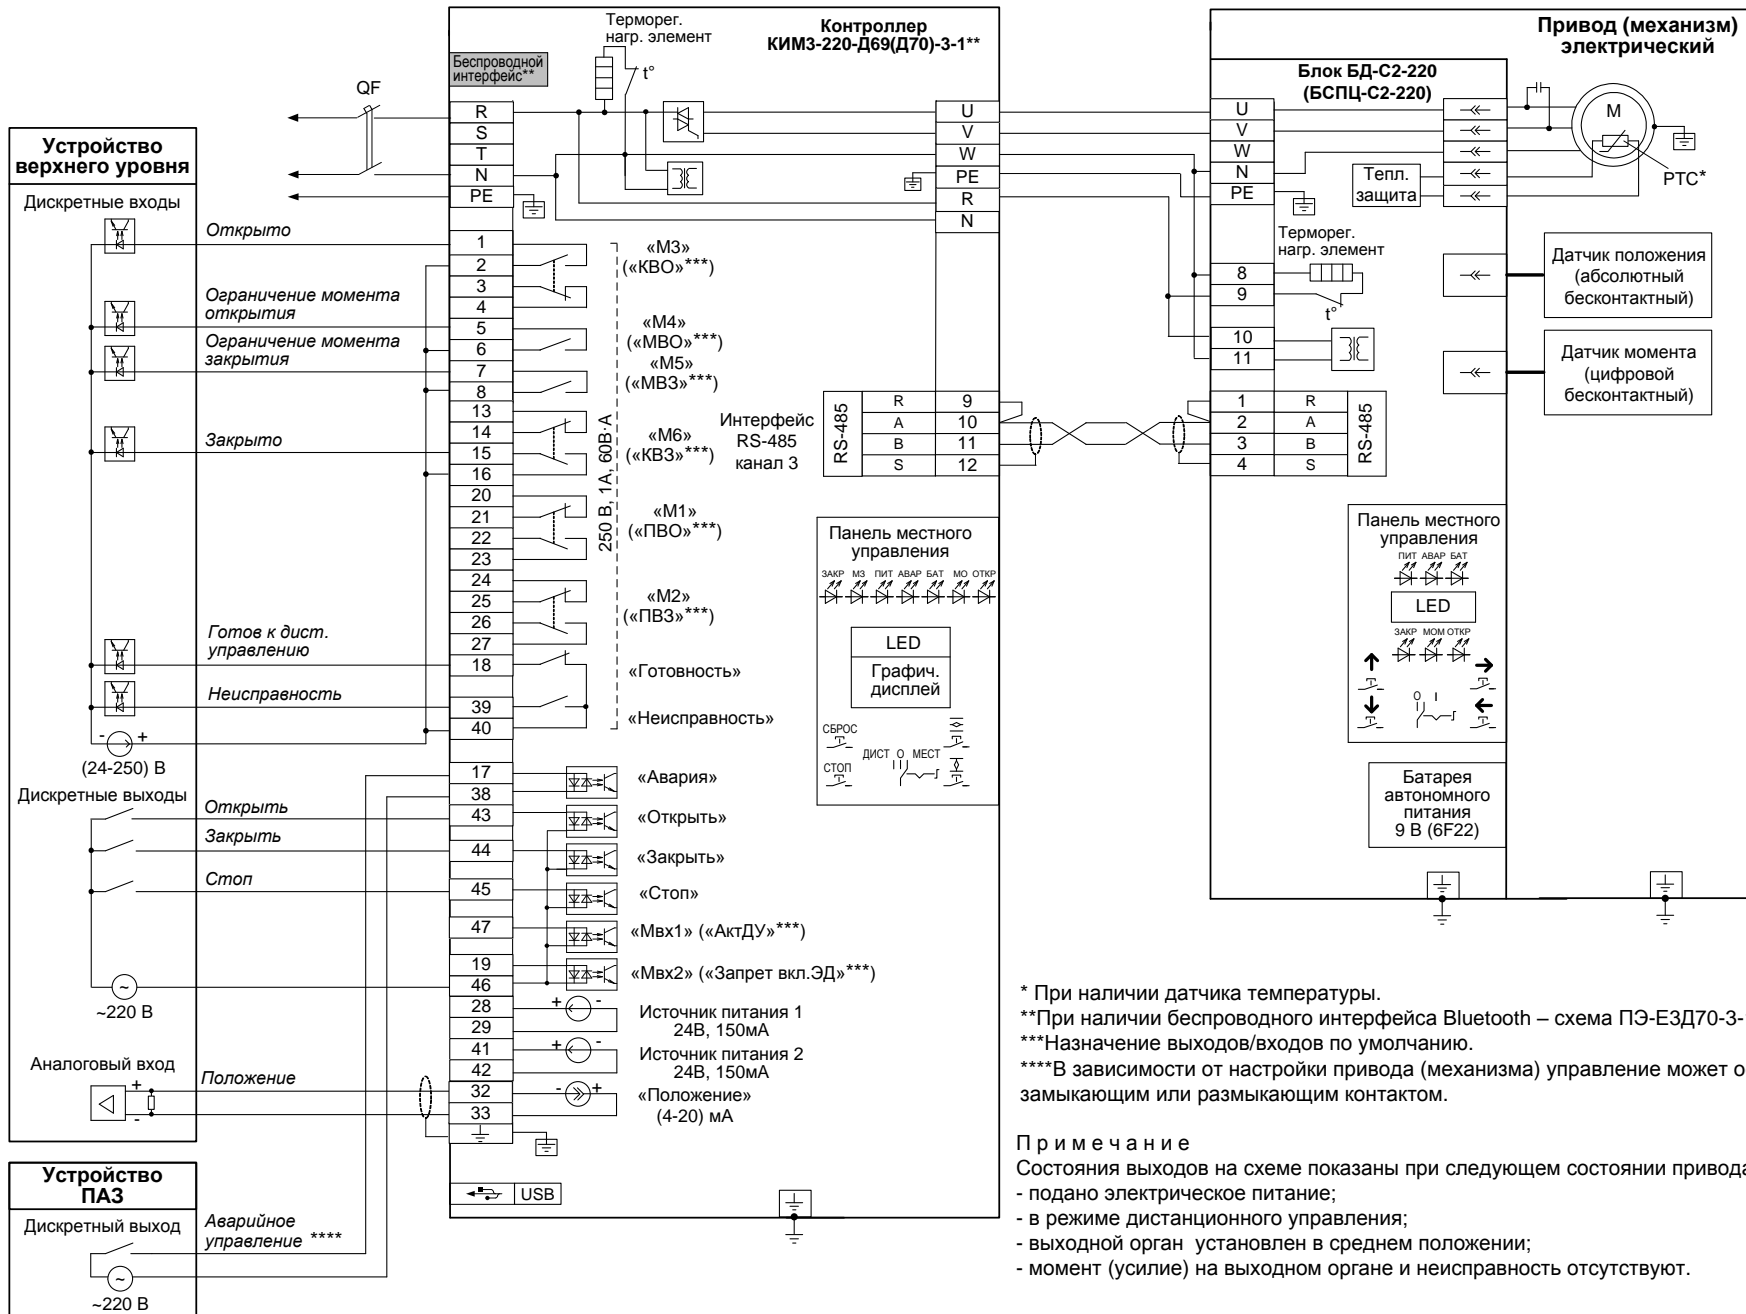 Устройство
верхнего уровня
Дискретные входы
QF
Открыто
Ограничение момента
открытия
Ограничение момента
закрытия
Закрыто
Готов к дист.
управлению
Неисправность
- +
(24-250) В
Дискретные выходы
Открыть
Закрыть
Стоп
~
~220 В
Аналоговый вход
Положение
+
-
Устройство
ПАЗ
Дискретный выход
Аварийное
управление ****
~
~220 В
Контроллер
КИМ3-220-Д69(Д70)-3-1**
Беспроводной
интерфейс**
Терморег.
нагр. элемент
t°
R
S
T
N
PE
1
2
3
4
5
6
7
8
13
14
15
16
20
21
22
23
24
25
26
27
18
39
40
17
38
43
44
45
47
19
46
28
29
41
42
32
33
«М3»
(«КВО»***)
«М4»
(«МВО»***)
«М5»
(«МВЗ»***)
«М6»
(«КВЗ»***)
«М1»
(«ПВО»***)
«М2»
(«ПВЗ»***)
250 В, 1А, 60В·А
«Готовность»
«Неисправность»
«Авария»
«Открыть»
«Закрыть»
«Стоп»
«Мвх1» («АктДУ»***)
«Мвх2» («Запрет вкл.ЭД»***)
+ -
Источник питания 1
24В, 150мА
+ -
Источник питания 2
24В, 150мА
- +
«Положение»
(4-20) мА
USB
U
V
W
PE
R
N
Интерфейс
RS-485
канал 3
RS-485
R 9
A 10
B 11
S 12
Панель местного
управления
ЗАКР МЗ ПИТ АВАР БАТ МО ОТКР
LED
Графич.
дисплей
СБРОС
СТОП
ДИСТ О МЕСТ
Привод (механизм)
электрический
Блок БД-С2-220
(БСПЦ-С2-220)
U
V
W
N
PE
Тепл.
защита
M
PTC*
Терморег.
нагр. элемент
t°
8
9
10
11
1 R
2 A
3 B
4 S
RS-485
Датчик положения
(абсолютный
бесконтактный)
Датчик момента
(цифровой
бесконтактный)
Панель местного
управления
ПИТ АВАР БАТ
LED
ЗАКР МОМ ОТКР
О I
Батарея
автономного
питания
9 В (6F22)
* При наличии датчика температуры.
**При наличии беспроводного интерфейса Bluetooth – схема ПЭ-ЕЗД70-3-
***Назначение выходов/входов по умолчанию.
****В зависимости от настройки привода (механизма) управление может о
замыкающим или размыкающим контактом.
П р и м е ч а н и е
Состояния выходов на схеме показаны при следующем состоянии привода
- подано электрическое питание;
- в режиме дистанционного управления;
- выходной орган установлен в среднем положении;
- момент (усилие) на выходном органе и неисправность отсутствуют.